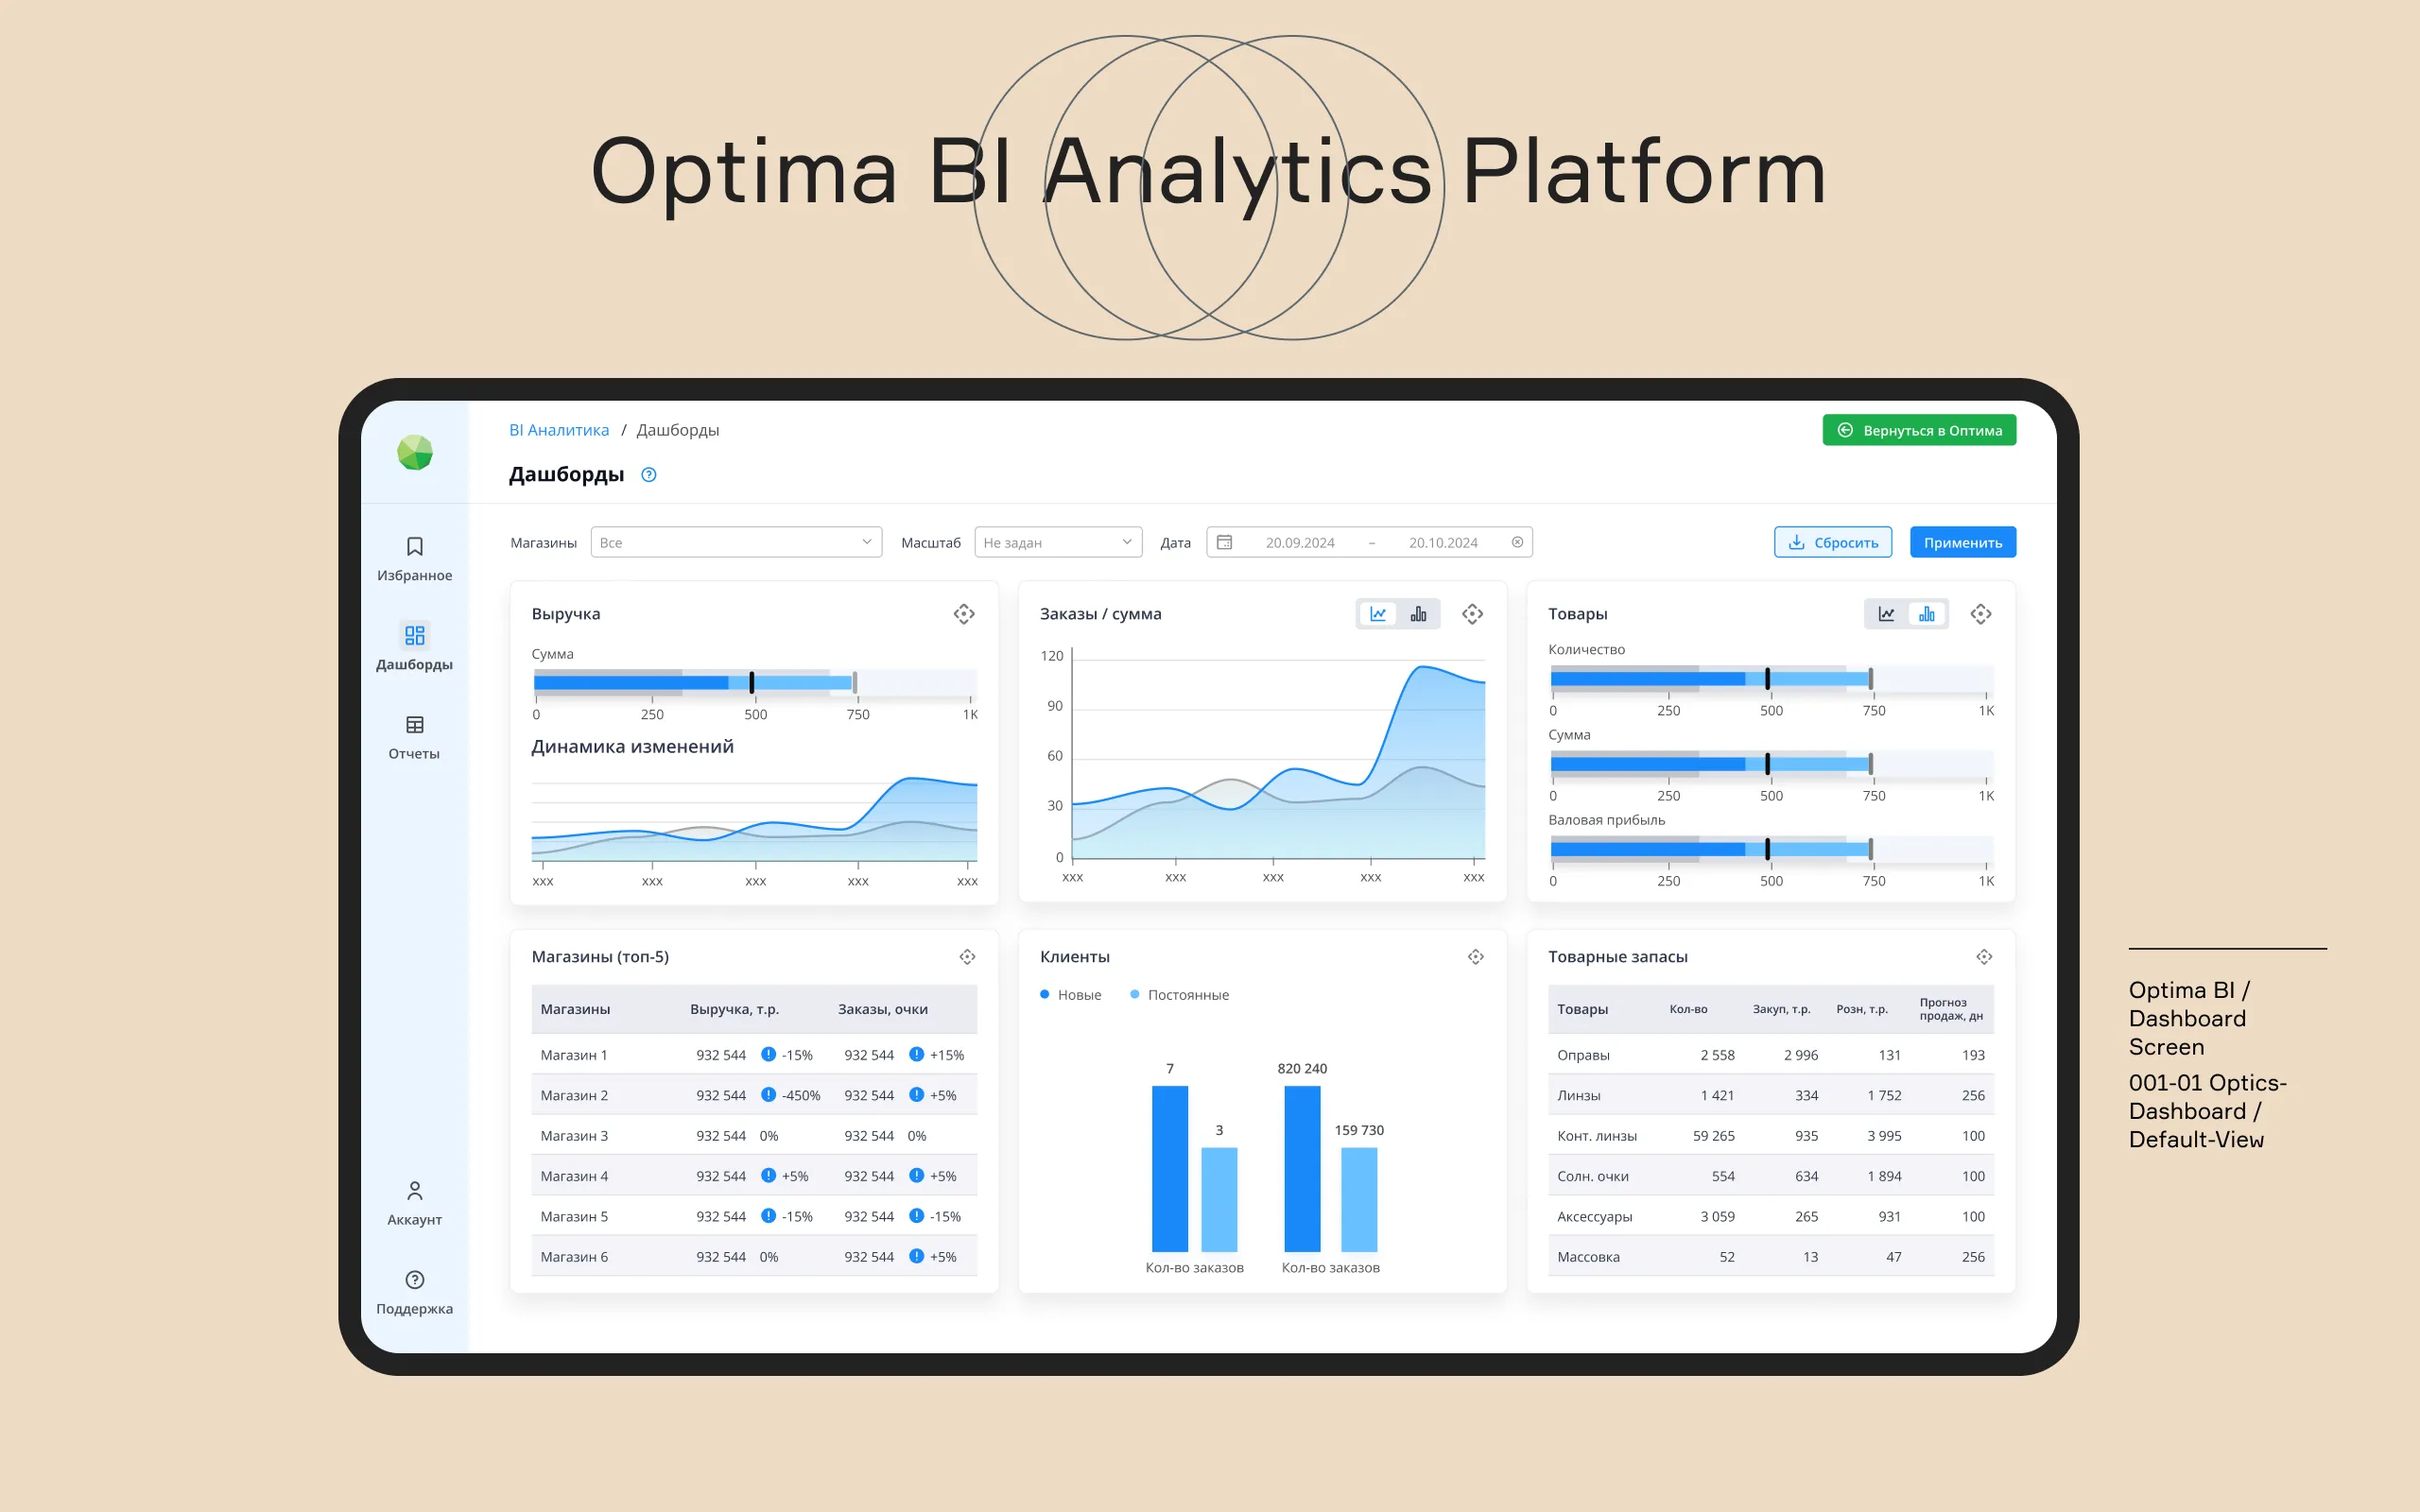 Optima BI Analytics Platform
BI Аналитика / Дашборды
Вернуться в Оптима
Дашборды
Избранное
Дашборды
Отчеты
Аккаунт
Поддержка
Магазины Все Масштаб Не задан Дата 20.09.2024 – 20.10.2024 Сбросить Применить
Выручка
Сумма
0 250 500 750 1K
Динамика изменений
xxx xxx xxx xxx xxx
Заказы / сумма
120
90
60
30
0
xxx xxx xxx xxx xxx
Товары
Количество
0 250 500 750 1K
Сумма
0 250 500 750 1K
Валовая прибыль
0 250 500 750 1K
Магазины (топ-5)
Магазины Выручка, т.р. Заказы, очки
Магазин 1 932 544 -15% 932 544 +15%
Магазин 2 932 544 -450% 932 544 +5%
Магазин 3 932 544 0% 932 544 0%
Магазин 4 932 544 +5% 932 544 +5%
Магазин 5 932 544 -15% 932 544 -15%
Магазин 6 932 544 0% 932 544 +5%
Клиенты
Новые Постоянные
7 820 240
3 159 730
Кол-во заказов Кол-во заказов
Товарные запасы
Товары Кол-во Закуп, т.р. Розн, т.р. Прогноз
продаж, дн
Оправы 2 558 2 996 131 193
Линзы 1 421 334 1 752 256
Конт. линзы 59 265 935 3 995 100
Солн. очки 554 634 1 894 100
Аксессуары 3 059 265 931 100
Массовка 52 13 47 256
Optima BI /
Dashboard
Screen
001-01 Optics-
Dashboard /
Default-View